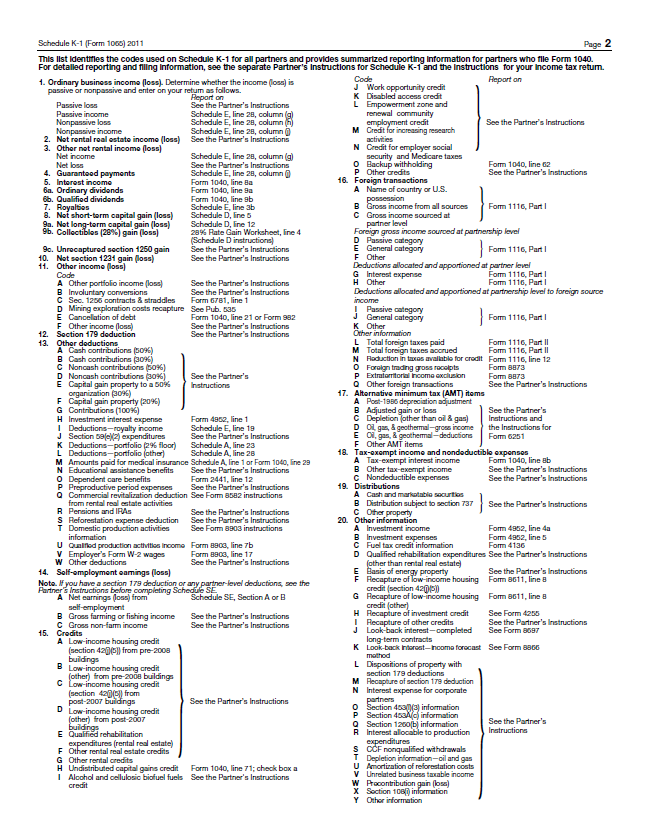 Schedule K-1 (Form 1065) 2011 Page 2
This list identifies the codes used on Schedule K-1 for all partners and provides summarized reporting information for partners who file Form 1040.
For detailed reporting and filing information, see the separate Partner's Instructions for Schedule K-1 and the instructions for your income tax return.
1. Ordinary business income (loss). Determine whether the income (loss) is
passive or nonpassive and enter on your return as follows.
Report on
Passive loss See the Partner's Instructions
Passive income Schedule E, line 28, column (g)
Nonpassive loss Schedule E, line 28, column (h)
Nonpassive income Schedule E, line 28, column (j)
2. Net rental real estate income (loss) See the Partner's Instructions
3. Other net rental income (loss)
Net income Schedule E, line 28, column (g)
Net loss See the Partner's Instructions
4. Guaranteed payments Schedule E, line 28, column (j)
5. Interest income Form 1040, line 8a
6a. Ordinary dividends Form 1040, line 9a
6b. Qualified dividends Form 1040, line 9b
7. Royalties Schedule E, line 3b
8. Net short-term capital gain (loss) Schedule D, line 5
9a. Net long-term capital gain (loss) Schedule D, line 12
9b. Collectibles (28%) gain (loss) 28% Rate Gain Worksheet, line 4
(Schedule D instructions)
9c. Unrecaptured section 1250 gain See the Partner's Instructions
10. Net section 1231 gain (loss) See the Partner's Instructions
11. Other income (loss)
Code
A Other portfolio income (loss) See the Partner's Instructions
B Involuntary conversions See the Partner's Instructions
C Sec. 1256 contracts & straddles Form 6781, line 1
D Mining exploration costs recapture See Pub. 535
E Cancellation of debt Form 1040, line 21 or Form 982
F Other income (loss) See the Partner's Instructions
12. Section 179 deduction See the Partner's Instructions
13. Other deductions
A Cash contributions (50%)
B Cash contributions (30%)
C Noncash contributions (50%)
D Noncash contributions (30%) See the Partner's
E Capital gain property to a 50% Instructions
organization (30%)
F Capital gain property (20%)
G Contributions (100%)
H Investment interest expense Form 4952, line 1
I Deductions—royalty income Schedule E, line 19
J Section 59(e)(2) expenditures See the Partner's Instructions
K Deductions—portfolio (2% floor) Schedule A, line 23
L Deductions—portfolio (other) Schedule A, line 28
M Amounts paid for medical insurance Schedule A, line 1 or Form 1040, line 29
N Educational assistance benefits See the Partner's Instructions
O Dependent care benefits Form 2441, line 12
P Preproductive period expenses See the Partner's Instructions
Q Commercial revitalization deduction See Form 8582 instructions
from rental real estate activities
R Pensions and IRAs See the Partner's Instructions
S Reforestation expense deduction See the Partner's Instructions
T Domestic production activities See Form 8903 instructions
information
U Qualified production activities income Form 8903, line 7b
V Employer's Form W-2 wages Form 8903, line 17
W Other deductions See the Partner's Instructions
14. Self-employment earnings (loss)
Note. If you have a section 179 deduction or any partner-level deductions, see the
Partner's Instructions before completing Schedule SE.
A Net earnings (loss) from Schedule SE, Section A or B
self-employment
B Gross farming or fishing income See the Partner's Instructions
C Gross non-farm income See the Partner's Instructions
15. Credits
A Low-income housing credit
(section 42(j)(5)) from pre-2008
buildings
B Low-income housing credit
(other) from pre-2008 buildings
C Low-income housing credit
(section 42(j)(5)) from
post-2007 buildings See the Partner's Instructions
D Low-income housing credit
(other) from post-2007
buildings
E Qualified rehabilitation
expenditures (rental real estate)
F Other rental real estate credits
G Other rental credits
H Undistributed capital gains credit Form 1040, line 71; check box a
I Alcohol and cellulosic biofuel fuels See the Partner's Instructions
credit
Code Report on
J Work opportunity credit
K Disabled access credit
L Empowerment zone and
renewal community
employment credit See the Partner's Instructions
M Credit for increasing research
activities
N Credit for employer social
security and Medicare taxes
O Backup withholding Form 1040, line 62
P Other credits See the Partner's Instructions
16. Foreign transactions
A Name of country or U.S.
possession
B Gross income from all sources Form 1116, Part I
C Gross income sourced at
partner level
Foreign gross income sourced at partnership level
D Passive category
E General category Form 1116, Part I
F Other
Deductions allocated and apportioned at partner level
G Interest expense Form 1116, Part I
H Other Form 1116, Part I
Deductions allocated and apportioned at partnership level to foreign source
income
I Passive category
J General category Form 1116, Part I
K Other
Other information
L Total foreign taxes paid Form 1116, Part II
M Total foreign taxes accrued Form 1116, Part II
N Reduction in taxes available for credit Form 1116, line 12
O Foreign trading gross receipts Form 8873
P Extraterritorial income exclusion Form 8873
Q Other foreign transactions See the Partner's Instructions
17. Alternative minimum tax (AMT) items
A Post-1986 depreciation adjustment
B Adjusted gain or loss See the Partner's
C Depletion (other than oil & gas) Instructions and
D Oil, gas, & geothermal—gross income the Instructions for
E Oil, gas, & geothermal—deductions Form 6251
F Other AMT items
18. Tax-exempt income and nondeductible expenses
A Tax-exempt interest income Form 1040, line 8b
B Other tax-exempt income See the Partner's Instructions
C Nondeductible expenses See the Partner's Instructions
19. Distributions
A Cash and marketable securities
B Distribution subject to section 737 See the Partner's Instructions
C Other property
20. Other information
A Investment income Form 4952, line 4a
B Investment expenses Form 4952, line 5
C Fuel tax credit information Form 4136
D Qualified rehabilitation expenditures See the Partner's Instructions
(other than rental real estate)
E Basis of energy property See the Partner's Instructions
F Recapture of low-income housing Form 8611, line 8
credit (section 42(j)(5))
G Recapture of low-income housing Form 8611, line 8
credit (other)
H Recapture of investment credit See Form 4255
I Recapture of other credits See the Partner's Instructions
J Look-back interest—completed See Form 8697
long-term contracts
K Look-back interest—income forecast See Form 8866
method
L Dispositions of property with
section 179 deductions
M Recapture of section 179 deduction
N Interest expense for corporate
partners
O Section 453(l)(3) information
P Section 453A(c) information
Q Section 1260(b) information See the Partner's
R Interest allocable to production Instructions
expenditures
S CCF nonqualified withdrawals
T Depletion information—oil and gas
U Amortization of reforestation costs
V Unrelated business taxable income
W Precontribution gain (loss)
X Section 108(i) information
Y Other information